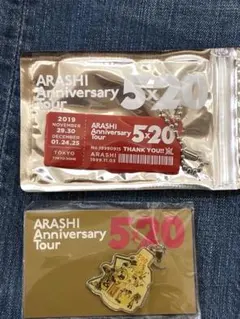 ARASHI
Anniversary
Tour
5×20
2019
NOVEMBER
28.30
DECEMBER
01.24.25
TOKYO
ARASHI
Anniversary
Tour
5×20
THANK YOU!!!
ARASHI
ARASHI
Anniversary
Tour
5×20